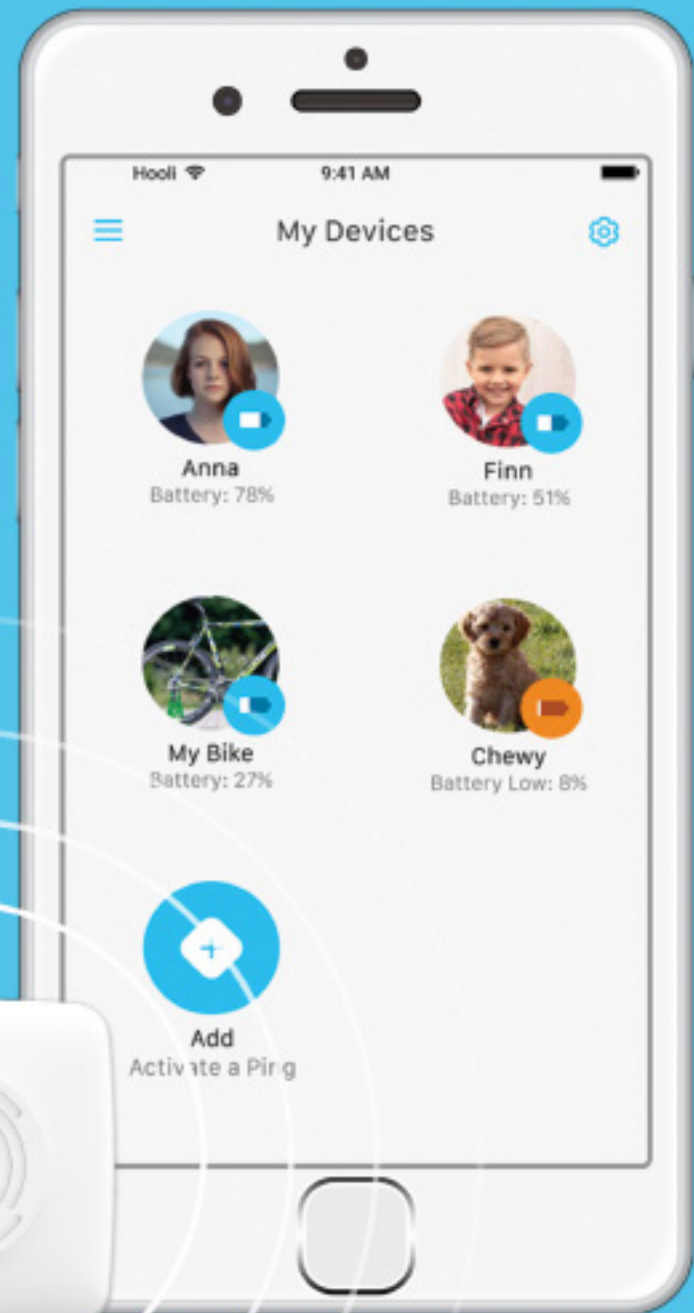 Hooli 9:41 AM
My Devices
Anna
Battery: 78%
Finn
Battery: 51%
My Bike
Battery: 27%
Chewy
Battery Low: 8%
Add
Activate a Ping